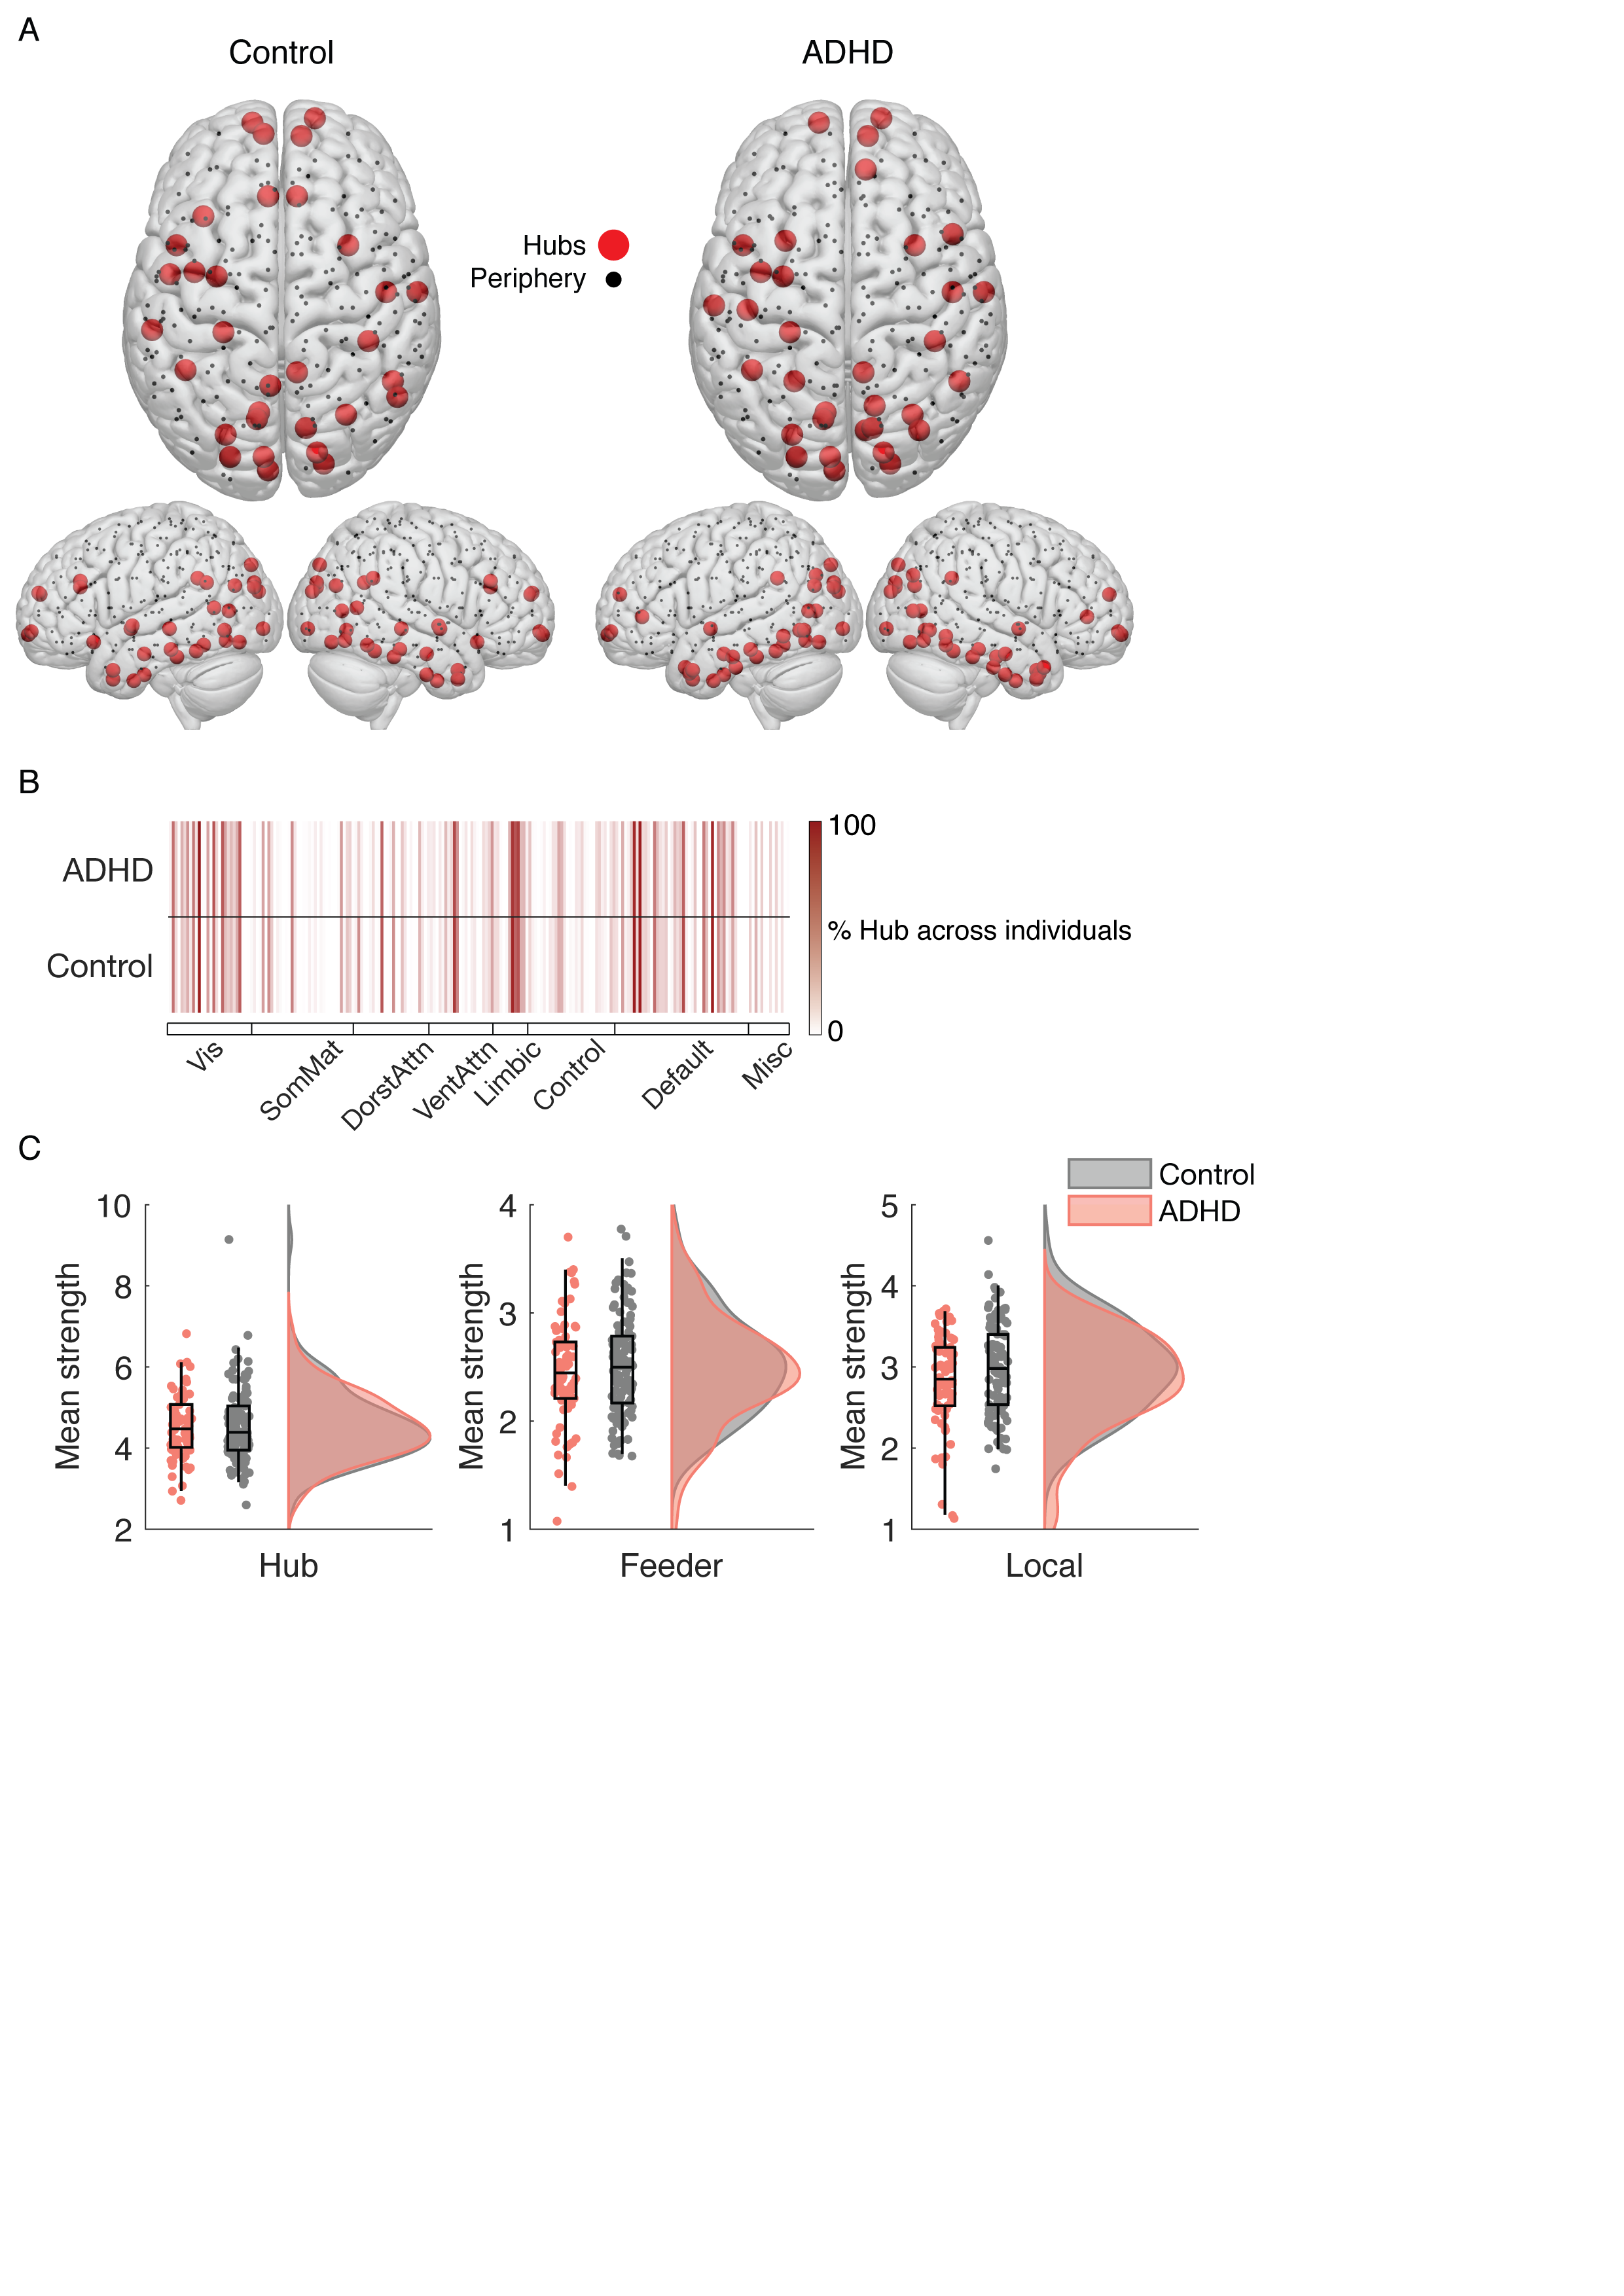 A
Control
ADHD
Hubs
Periphery
B
ADHD
Control
100
% Hub across individuals
0
Vis
SomMat
DorstAttn
VentAttn
Limbic
Control
Default
Misc
C
Control
ADHD
10
8
6
4
2
Mean strength
Hub
4
3
2
1
Mean strength
Feeder
5
4
3
2
1
Mean strength
Local